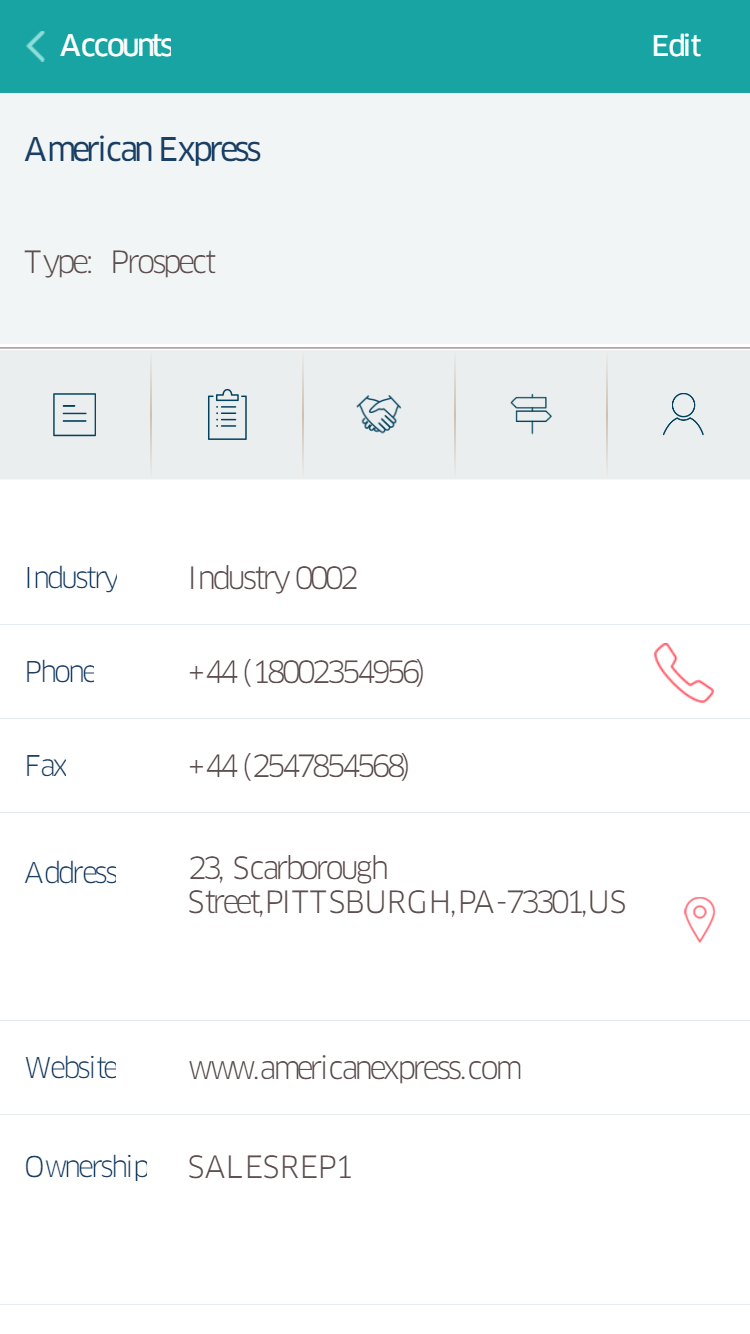 Accounts
Edit
American Express
Type: Prospect
Industry
Industry 0002
Phone
+44 (18002354956)
Fax
+44 (2547854568)
Address
23, Scarborough
Street,PITTSBURGH,PA-73301,US
Website
www.americanexpress.com
Ownership
SALESREP1